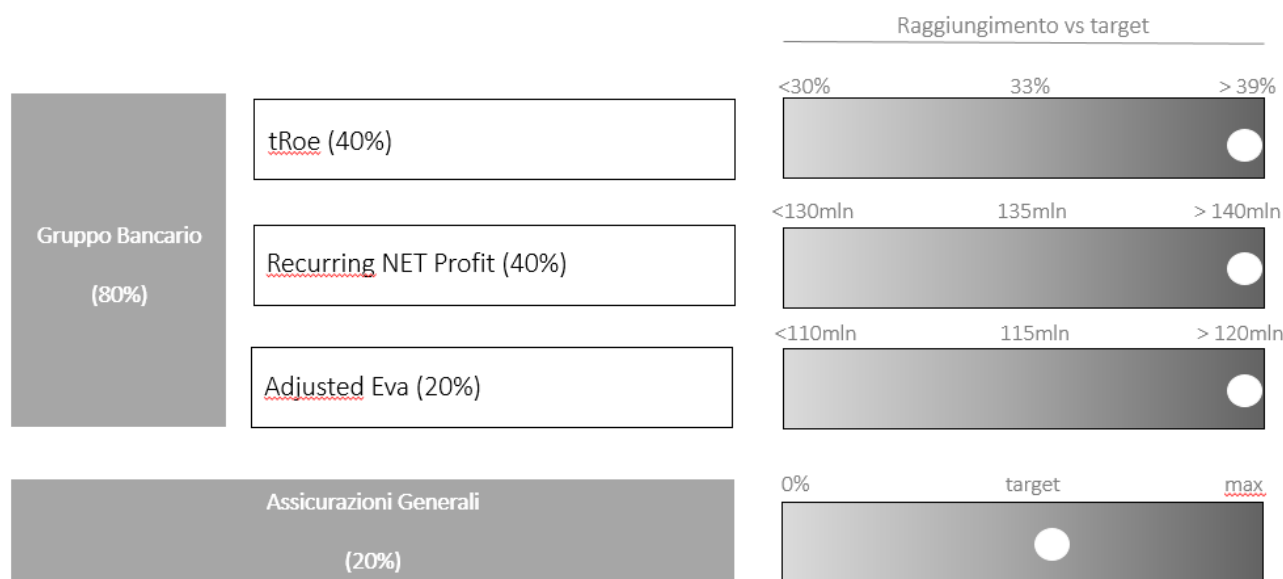 Raggiungimento vs target
<30% 33% > 39%
tRoe (40%)
<130mln 135mln > 140mln
Gruppo Bancario
(80%)
Recurring NET Profit (40%)
<110mln 115mln > 120mln
Adjusted Eva (20%)
0% target max
Assicurazioni Generali
(20%)